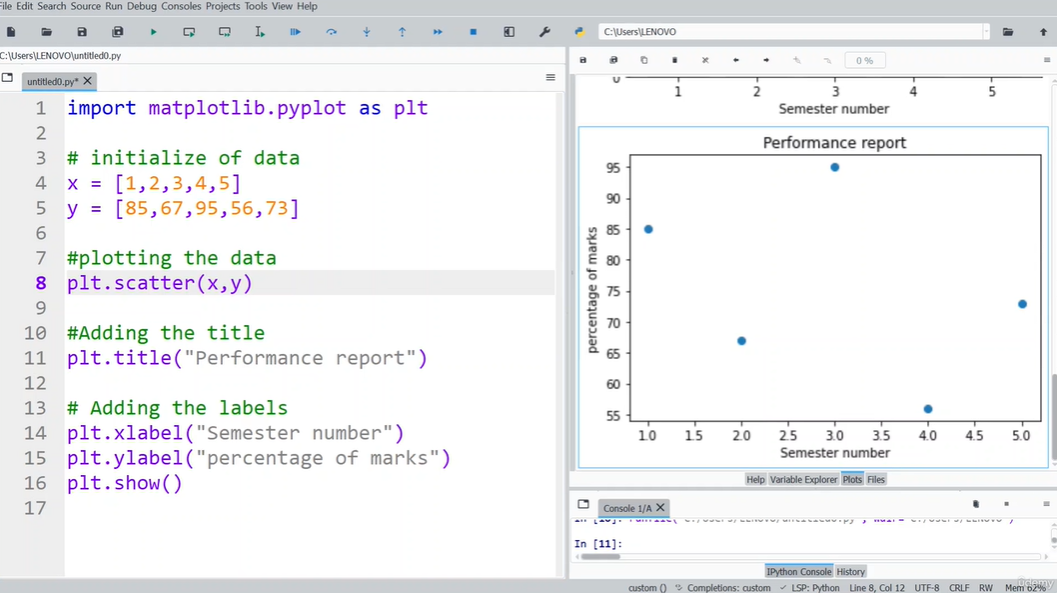 File Edit Search Source Run Debug Consoles Projects Tools View Help
C:\Users\LENOVO
C:\Users\LENOVO\untitled0.py
0 %
untitled0.py*
1 import matplotlib.pyplot as plt
2
3 # initialize of data
4 x = [1,2,3,4,5]
5 y = [85,67,95,56,73]
6
7 #plotting the data
8 plt.scatter(x,y)
9
10 #Adding the title
11 plt.title("Performance report")
12
13 # Adding the labels
14 plt.xlabel("Semester number")
15 plt.ylabel("percentage of marks")
16 plt.show()
17
0
1 2 3 4 5
Semester number
Performance report
percentage of marks
95
90
85
80
75
70
65
60
55
1.0 1.5 2.0 2.5 3.0 3.5 4.0 4.5 5.0
Semester number
Help Variable Explorer Plots Files
Console 1/A
In [10]: runfile('C:/Users/LENOVO/untitled0.py', wdir='C:/Users/LENOVO')
In [11]:
IPython Console History
custom () Completions: custom LSP: Python Line 8, Col 12 UTF-8 CRLF RW Mem 62%